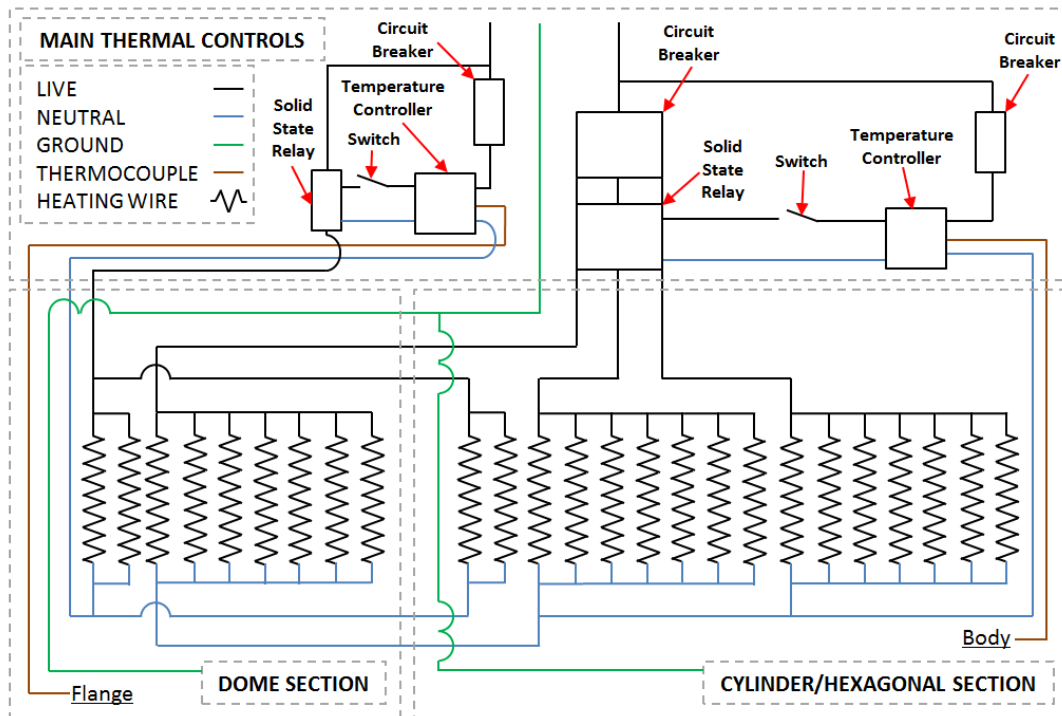 MAIN THERMAL CONTROLS
LIVE
NEUTRAL
GROUND
THERMOCOUPLE
HEATING WIRE
Solid
State
Relay
Switch
Temperature
Controller
Circuit
Breaker
Circuit
Breaker
Solid
State
Relay
Switch
Temperature
Controller
Circuit
Breaker
Flange
DOME SECTION
Body
CYLINDER/HEXAGONAL SECTION